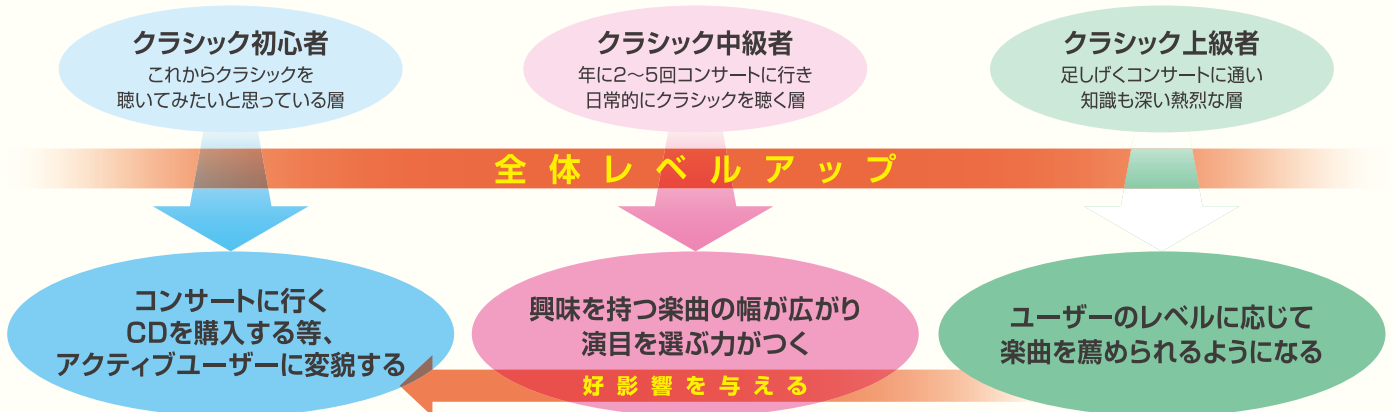 クラシック初心者
これからクラシックを
聴いてみたいと思っている層
クラシック中級者
年に2〜5回コンサートに行き
日常的にクラシックを聴く層
クラシック上級者
足しげくコンサートに通い
知識も深い熱烈な層
全体レベルアップ
コンサートに行く
CDを購入する等、
アクティブユーザーに変貌する
興味を持つ楽曲の幅が広がり
演目を選ぶ力がつく
ユーザーのレベルに応じて
楽曲を薦められるようになる
好影響を与える